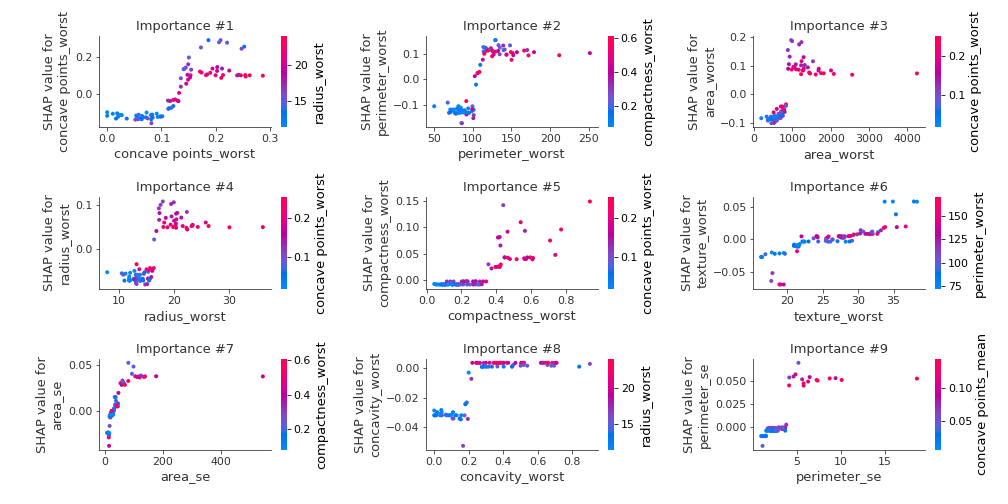 Importance #1
SHAP value for
concave points_worst
0.2
0.0
0.0
0.1
0.2
0.3
concave points_worst
20
15
radius_worst
Importance #2
SHAP value for
perimeter_worst
0.1
0.0
−0.1
50
100
150
200
250
perimeter_worst
0.6
0.4
0.2
compactness_worst
Importance #3
SHAP value for
area_worst
0.2
0.1
0.0
−0.1
0
1000
2000
3000
4000
area_worst
0.2
0.1
concave points_worst
Importance #4
SHAP value for
radius_worst
0.1
0.0
10
20
30
radius_worst
0.2
0.1
concave points_worst
Importance #5
SHAP value for
compactness_worst
0.15
0.10
0.05
0.00
0.0
0.2
0.4
0.6
0.8
compactness_worst
0.2
0.1
concave points_worst
Importance #6
SHAP value for
texture_worst
0.05
0.00
−0.05
20
25
30
35
texture_worst
150
125
100
75
perimeter_worst
Importance #7
SHAP value for
area_se
0.05
0.00
0
200
400
area_se
0.6
0.4
0.2
compactness_worst
Importance #8
SHAP value for
concavity_worst
0.00
−0.02
−0.04
0.0
0.2
0.4
0.6
0.8
concavity_worst
20
15
radius_worst
Importance #9
SHAP value for
perimeter_se
0.050
0.025
0.000
5
10
15
perimeter_se
0.10
0.05
concave points_mean